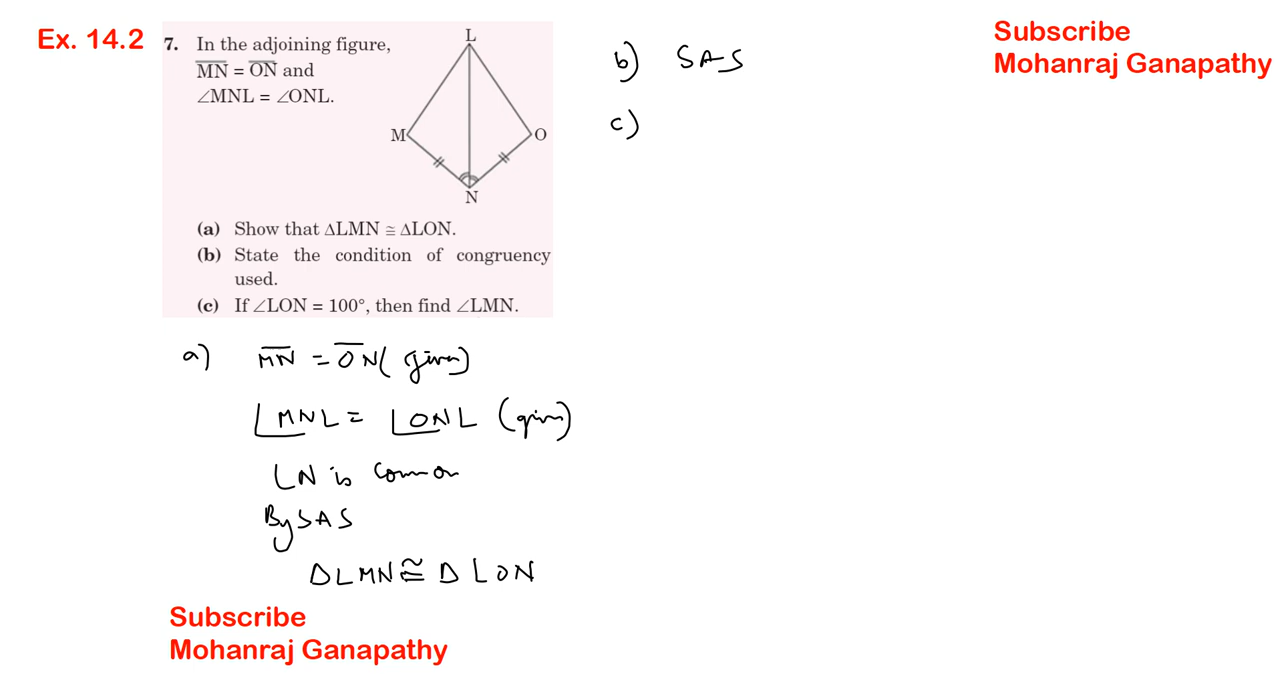 Ex. 14.2
7. In the adjoining figure,
MN = ON and
∠MNL = ∠ONL.
L
M
O
N
(a) Show that ΔLMN ≅ ΔLON.
(b) State the condition of congruency
used.
(c) If ∠LON = 100°, then find ∠LMN.
a) MN = ON (given)
∠MNL = ∠ONL (given)
LN is common
By SAS
ΔLMN ≅ ΔLON
b) SAS
c)
Subscribe
Mohanraj Ganapathy
Subscribe
Mohanraj Ganapathy